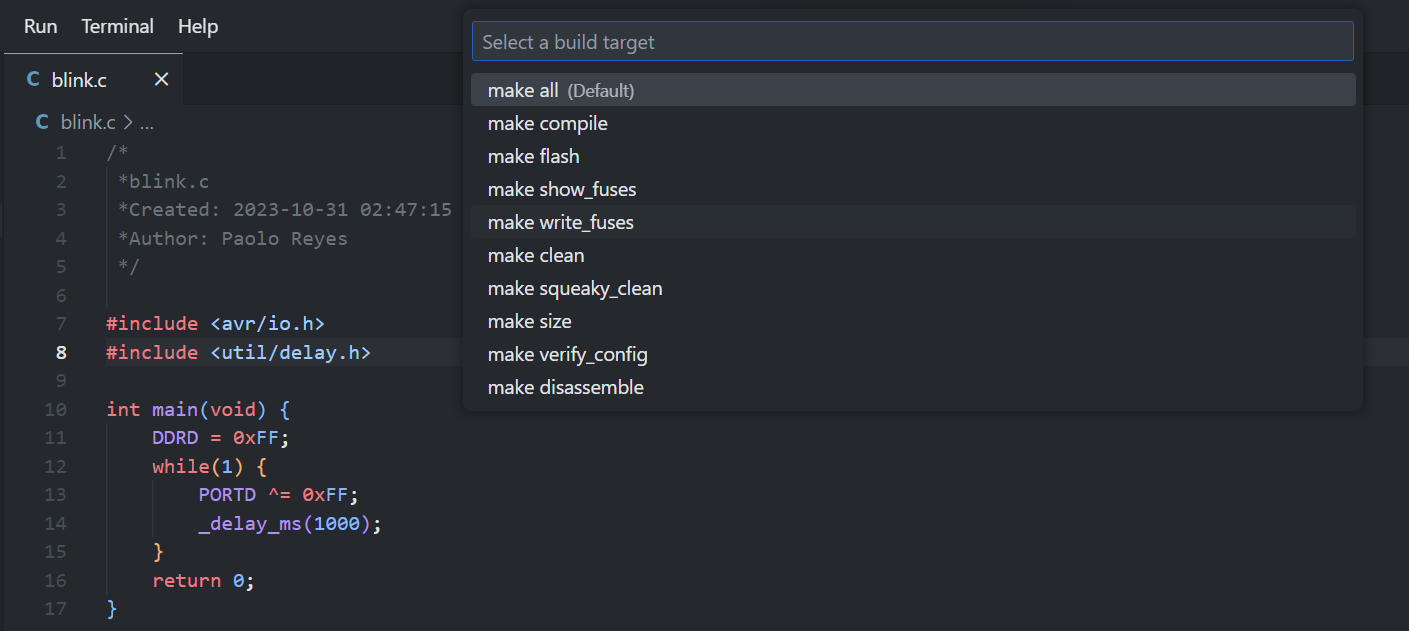 Run Terminal Help
Select a build target
make all (Default)
make compile
make flash
make show_fuses
make write_fuses
make clean
make squeaky_clean
make size
make verify_config
make disassemble
C blink.c ×
C blink.c > ...
1 /*
2  *blink.c
3  *Created: 2023-10-31 02:47:15
4  *Author: Paolo Reyes
5  */
6
7 #include <avr/io.h>
8 #include <util/delay.h>
9
10 int main(void) {
11     DDRD = 0xFF;
12     while(1) {
13         PORTD ^= 0xFF;
14         _delay_ms(1000);
15     }
16     return 0;
17 }